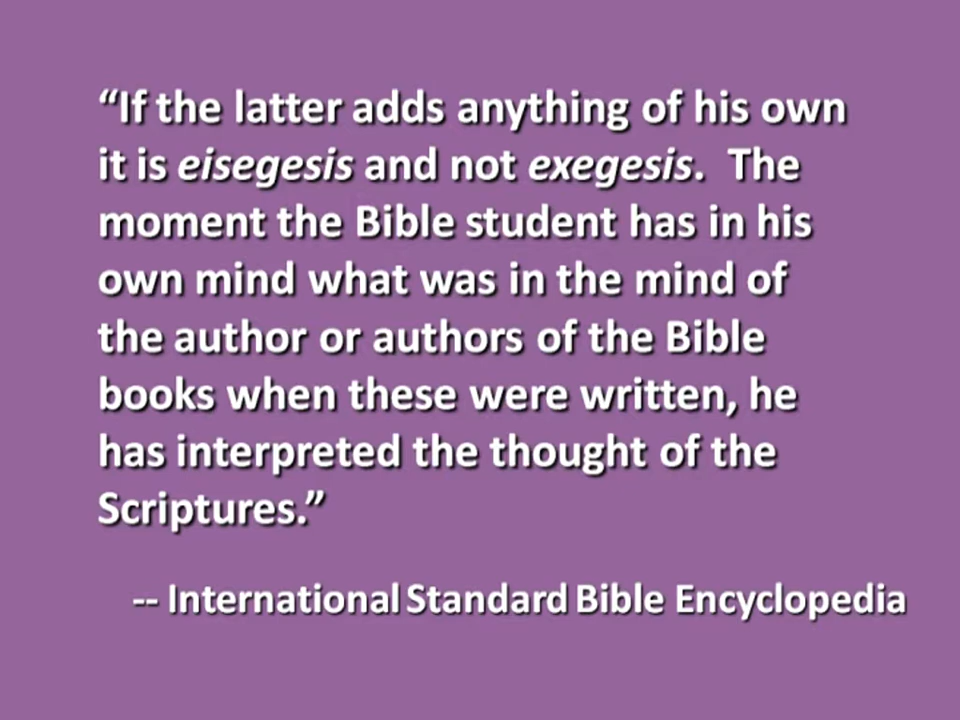 “If the latter adds anything of his own
it is eisegesis and not exegesis.  The
moment the Bible student has in his
own mind what was in the mind of
the author or authors of the Bible
books when these were written, he
has interpreted the thought of the
Scriptures.”
-- International Standard Bible Encyclopedia